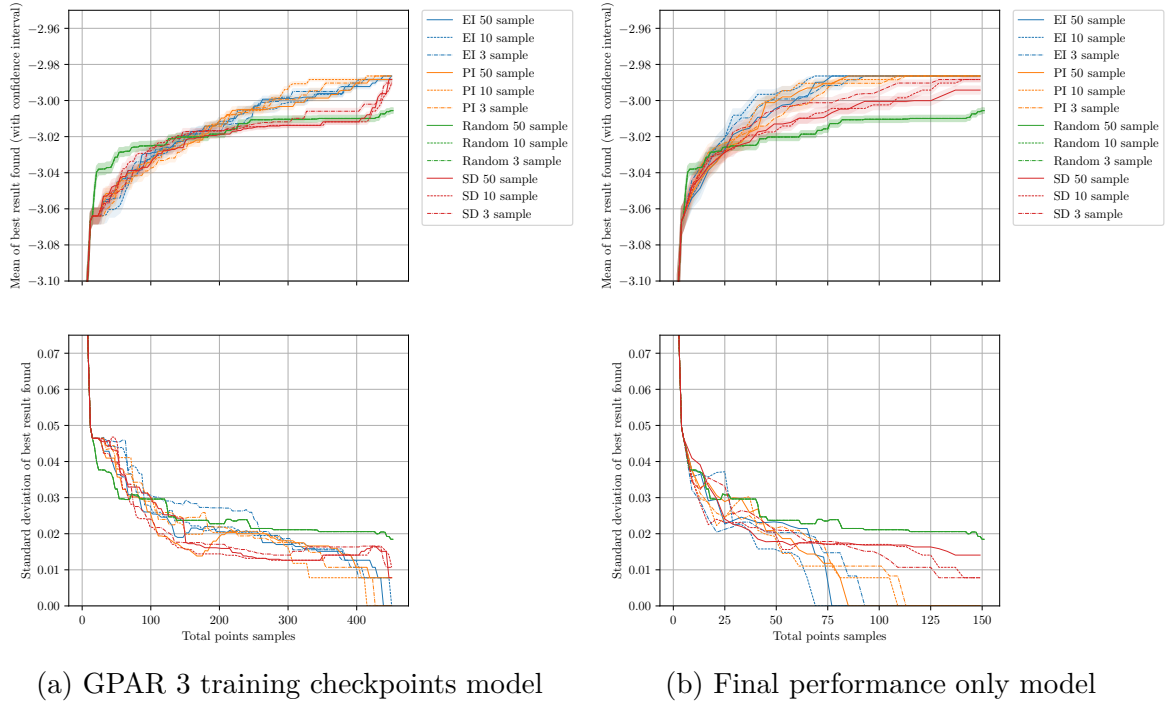 Mean of best result found (with confidence interval)
−2.96
−2.98
−3.00
−3.02
−3.04
−3.06
−3.08
−3.10
EI 50 sample
EI 10 sample
EI 3 sample
PI 50 sample
PI 10 sample
PI 3 sample
Random 50 sample
Random 10 sample
Random 3 sample
SD 50 sample
SD 10 sample
SD 3 sample
Mean of best result found (with confidence interval)
−2.96
−2.98
−3.00
−3.02
−3.04
−3.06
−3.08
−3.10
EI 50 sample
EI 10 sample
EI 3 sample
PI 50 sample
PI 10 sample
PI 3 sample
Random 50 sample
Random 10 sample
Random 3 sample
SD 50 sample
SD 10 sample
SD 3 sample
Standard deviation of best result found
0.07
0.06
0.05
0.04
0.03
0.02
0.01
0.00
0 100 200 300 400
Total points samples
Standard deviation of best result found
0.07
0.06
0.05
0.04
0.03
0.02
0.01
0.00
0 25 50 75 100 125 150
Total points samples
(a) GPAR 3 training checkpoints model
(b) Final performance only model